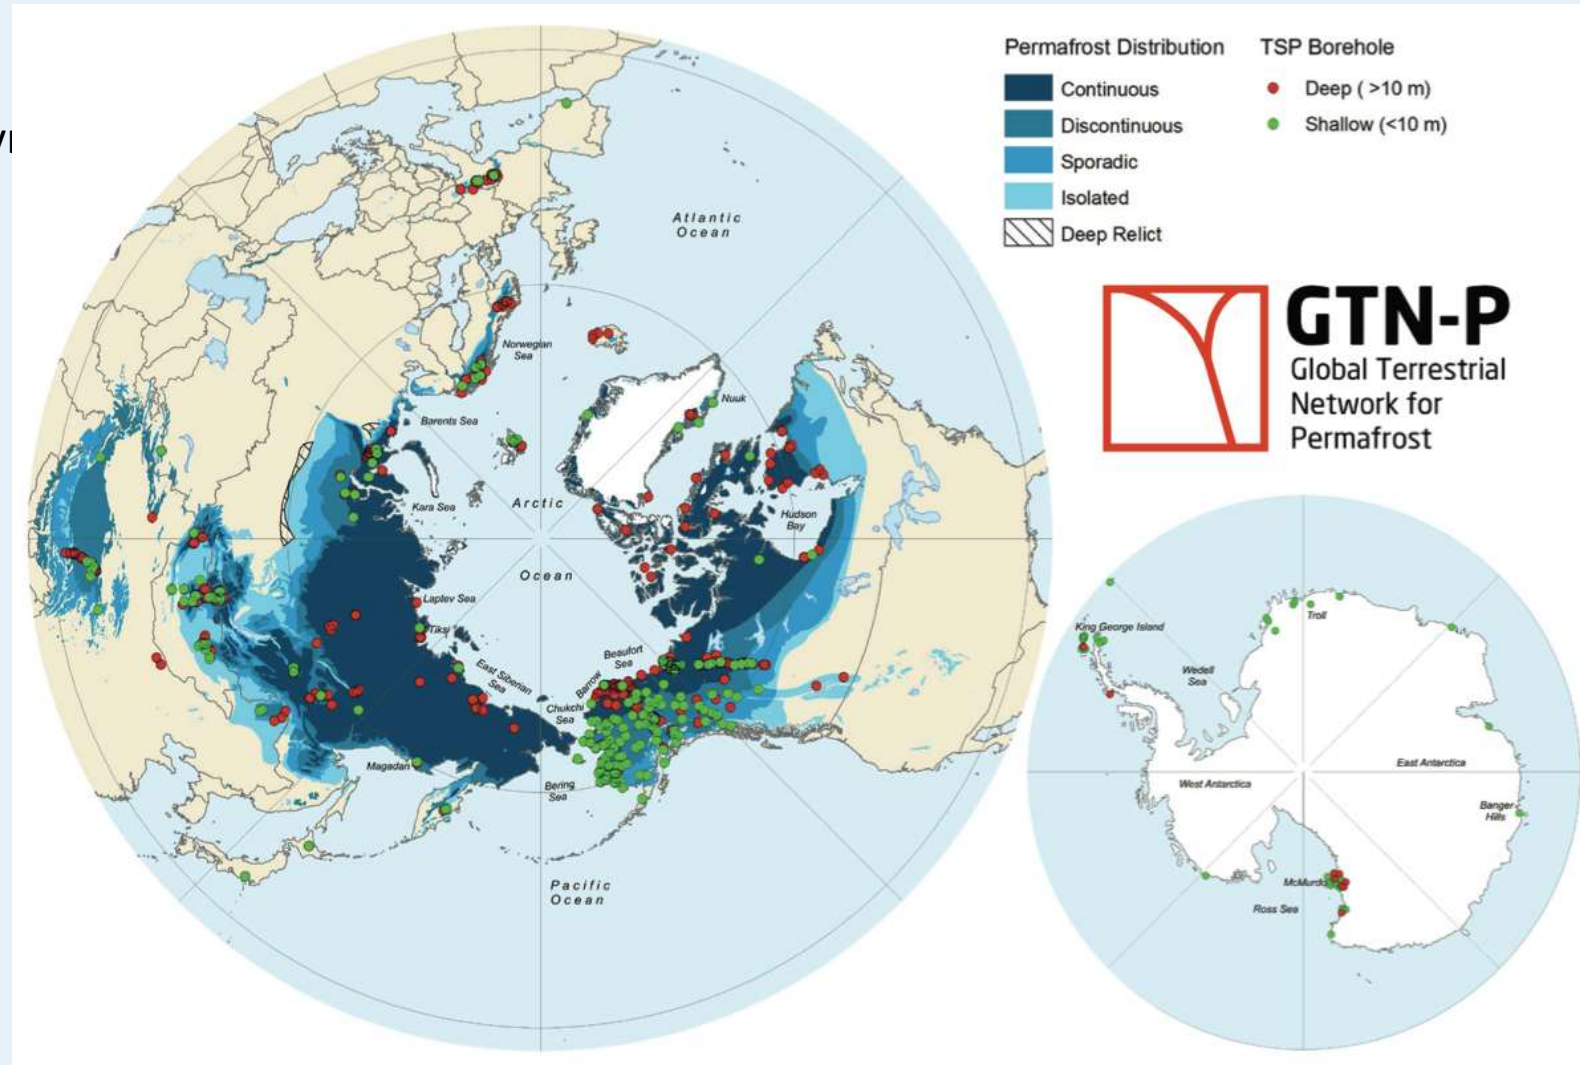 Permafrost Distribution
Continuous
Discontinuous
Sporadic
Isolated
Deep Relict
TSP Borehole
Deep ( >10 m)
Shallow (<10 m)
GTN-P
Global Terrestrial
Network for
Permafrost
Atlantic
Ocean
Norwegian
Sea
Nuuk
Barents Sea
Kara Sea
Arctic
Ocean
Hudson
Bay
Laptev Sea
Tiksi
East Siberian
Sea
Beaufort
Sea
Barrow
Chukchi
Sea
Magadan
Bering
Sea
Pacific
Ocean
King George Island
Troll
Wedell
Sea
West Antarctica
East Antarctica
Banger
Hills
McMurdo
Ross Sea